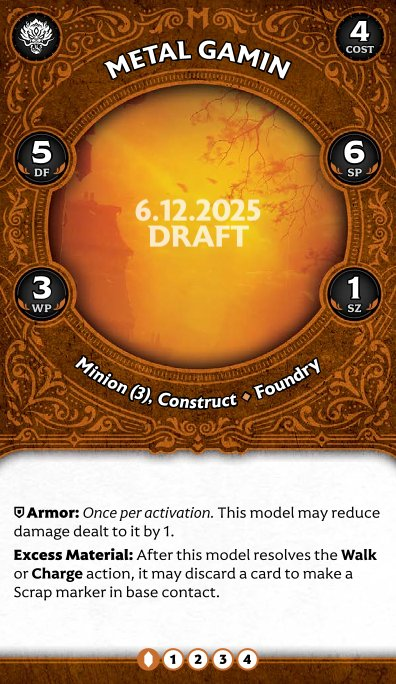 4
COST
METAL GAMIN
5
DF
6
SP
6.12.2025
DRAFT
3
WP
1
SZ
Minion (3), Construct ⬥ Foundry
Armor: Once per activation. This model may reduce
damage dealt to it by 1.
Excess Material: After this model resolves the Walk
or Charge action, it may discard a card to make a
Scrap marker in base contact.
1 2 3 4